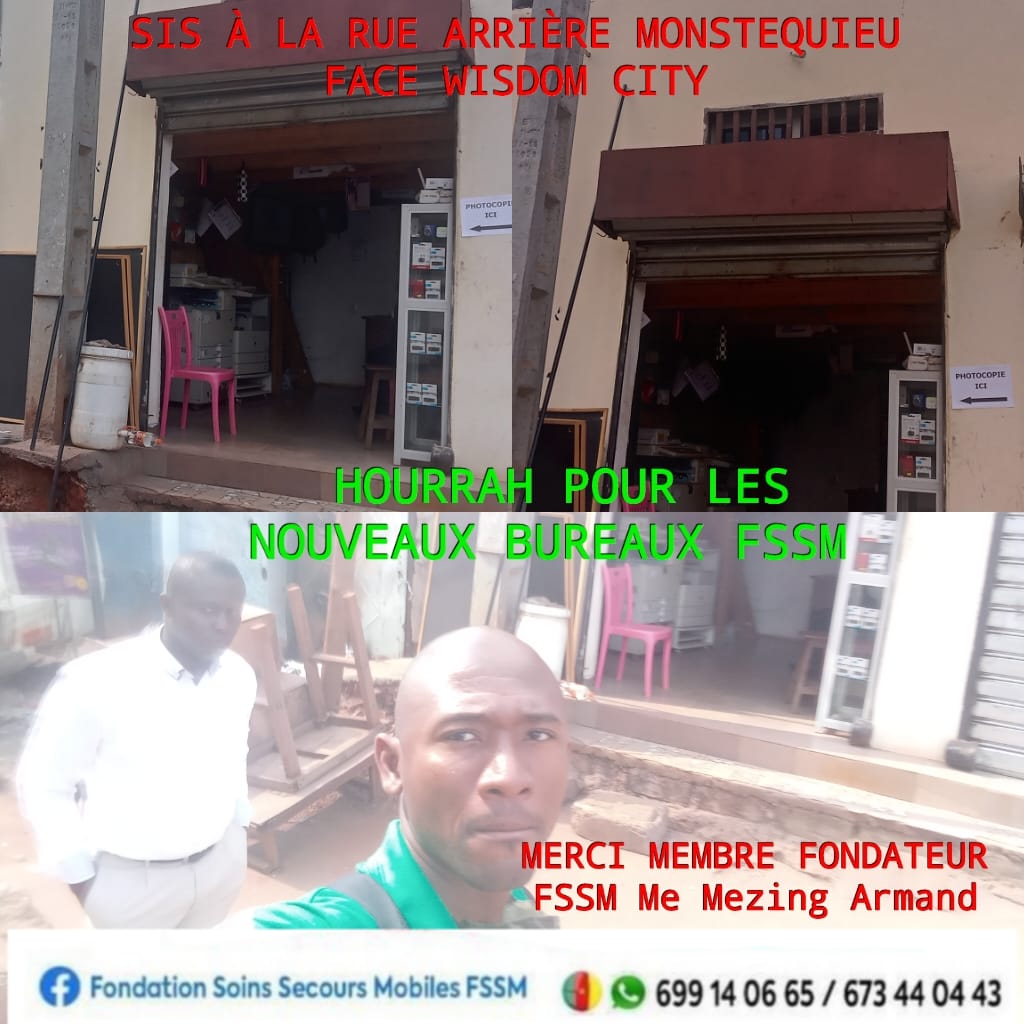 SIS À LA RUE ARRIÈRE MONSTEQUIEU
FACE WISDOM CITY
PHOTOCOPIE
ICI
PHOTOCOPIE
ICI
HOURRAH POUR LES
NOUVEAUX BUREAUX FSSM
MERCI MEMBRE FONDATEUR
FSSM Me Mezing Armand
Fondation Soins Secours Mobiles FSSM
699 14 06 65 / 673 44 04 43